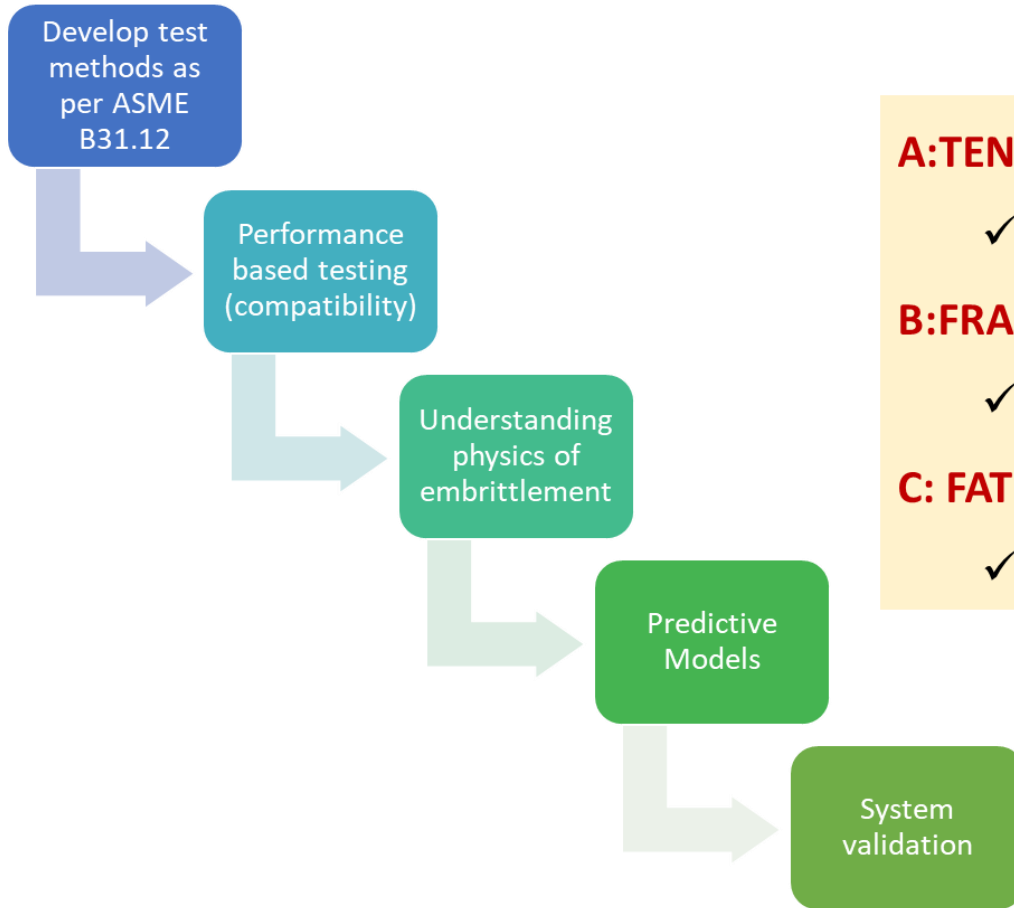 Develop test
methods as
per ASME
B31.12
Performance
based testing
(compatibility)
Understanding
physics of
embrittlement
Predictive
Models
System
validation
A:TEN
✓
B:FRA
✓
C: FAT
✓